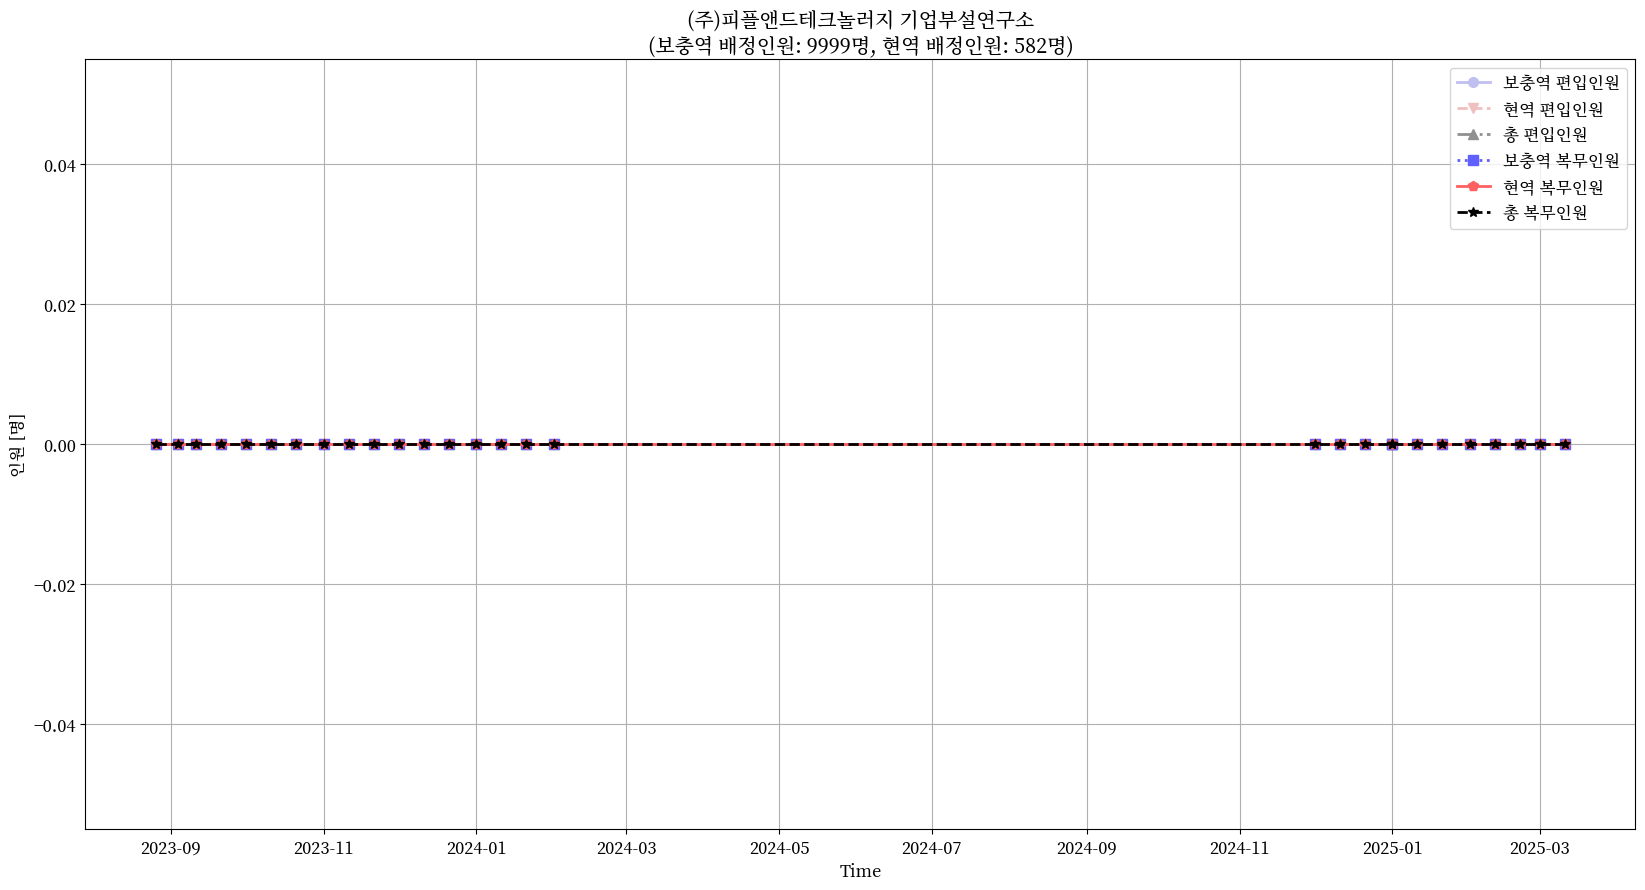 (주)피플앤드테크놀러지 기업부설연구소
(보충역 배정인원: 9999명, 현역 배정인원: 582명)
보충역 편입인원
현역 편입인원
총 편입인원
보충역 복무인원
현역 복무인원
총 복무인원
인원 [명]
0.04
0.02
0.00
−0.02
−0.04
2023-09 2023-11 2024-01 2024-03 2024-05 2024-07 2024-09 2024-11 2025-01 2025-03
Time